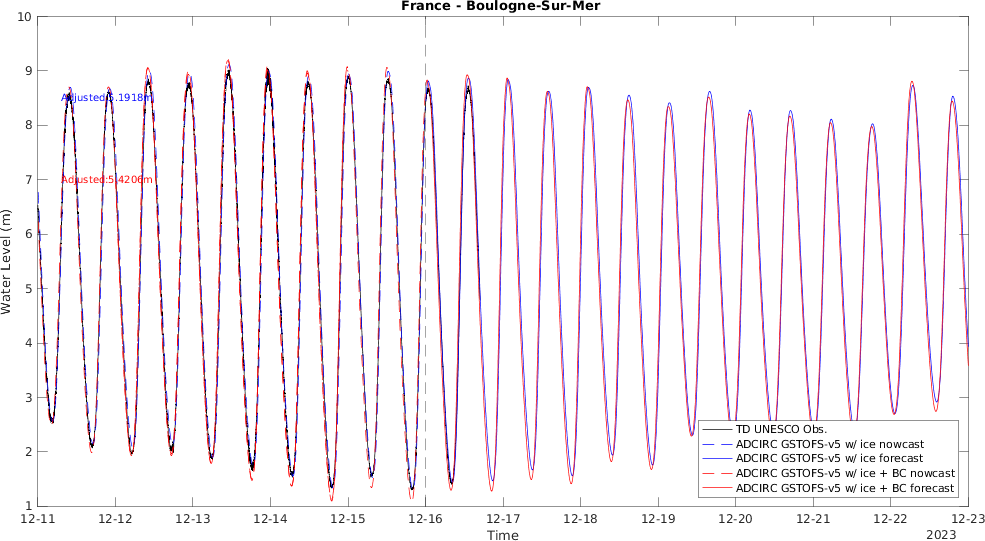 France - Boulogne-Sur-Mer
10
9
8
7
6
5
4
3
2
1
Water Level (m)
Adjusted:5.1918m
Adjusted:5.4206m
TD UNESCO Obs.
ADCIRC GSTOFS-v5 w/ ice nowcast
ADCIRC GSTOFS-v5 w/ ice forecast
ADCIRC GSTOFS-v5 w/ ice + BC nowcast
ADCIRC GSTOFS-v5 w/ ice + BC forecast
12-11 12-12 12-13 12-14 12-15 12-16 12-17 12-18 12-19 12-20 12-21 12-22 12-23
Time
2023